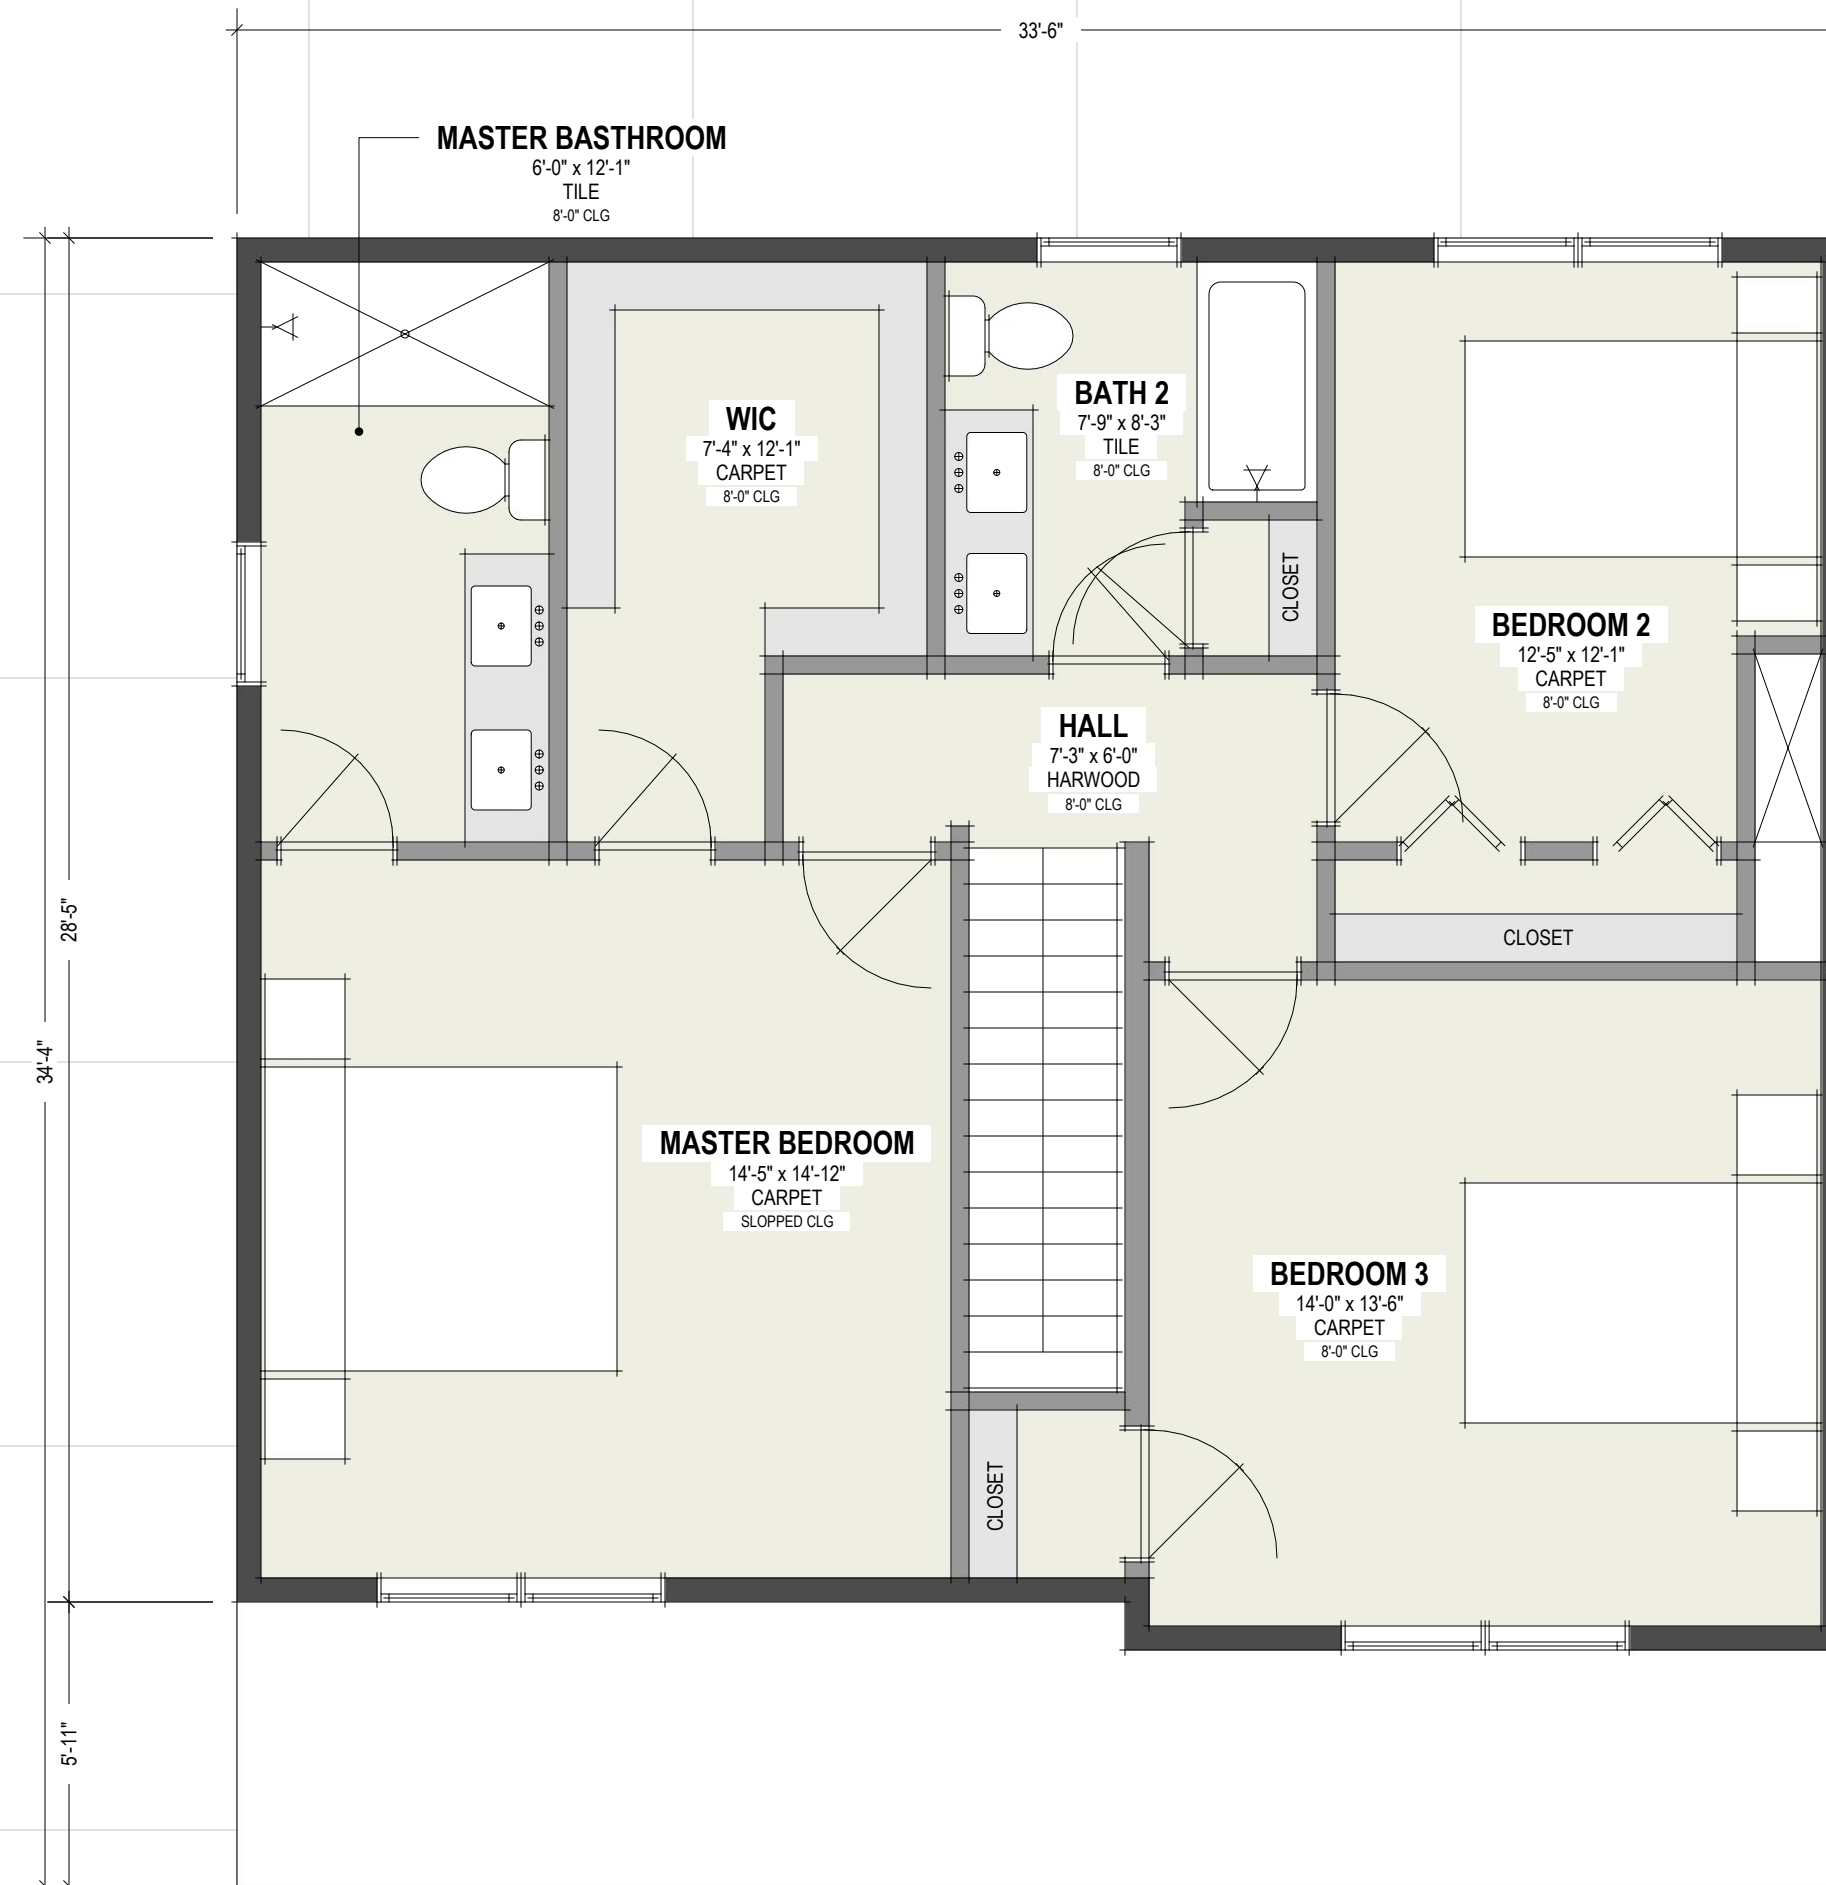 33'-6"
MASTER BASTHROOM
6'-0" x 12'-1"
TILE
8'-0" CLG
WIC
7'-4" x 12'-1"
CARPET
8'-0" CLG
BATH 2
7'-9" x 8'-3"
TILE
8'-0" CLG
CLOSET
BEDROOM 2
12'-5" x 12'-1"
CARPET
8'-0" CLG
HALL
7'-3" x 6'-0"
HARWOOD
8'-0" CLG
CLOSET
28'-5"
34'-4"
MASTER BEDROOM
14'-5" x 14'-12"
CARPET
SLOPPED CLG
BEDROOM 3
14'-0" x 13'-6"
CARPET
8'-0" CLG
CLOSET
5'-11"